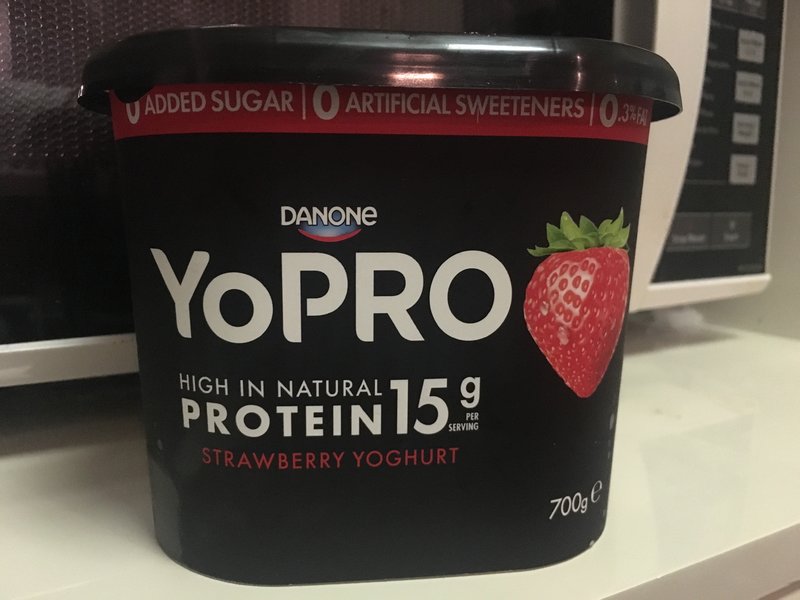 0 ADDED SUGAR | 0 ARTIFICIAL SWEETENERS | 0.3% FAT
DANONE
YoPRO
HIGH IN NATURAL
PROTEIN 15g
PER
SERVING
STRAWBERRY YOGHURT
700g e